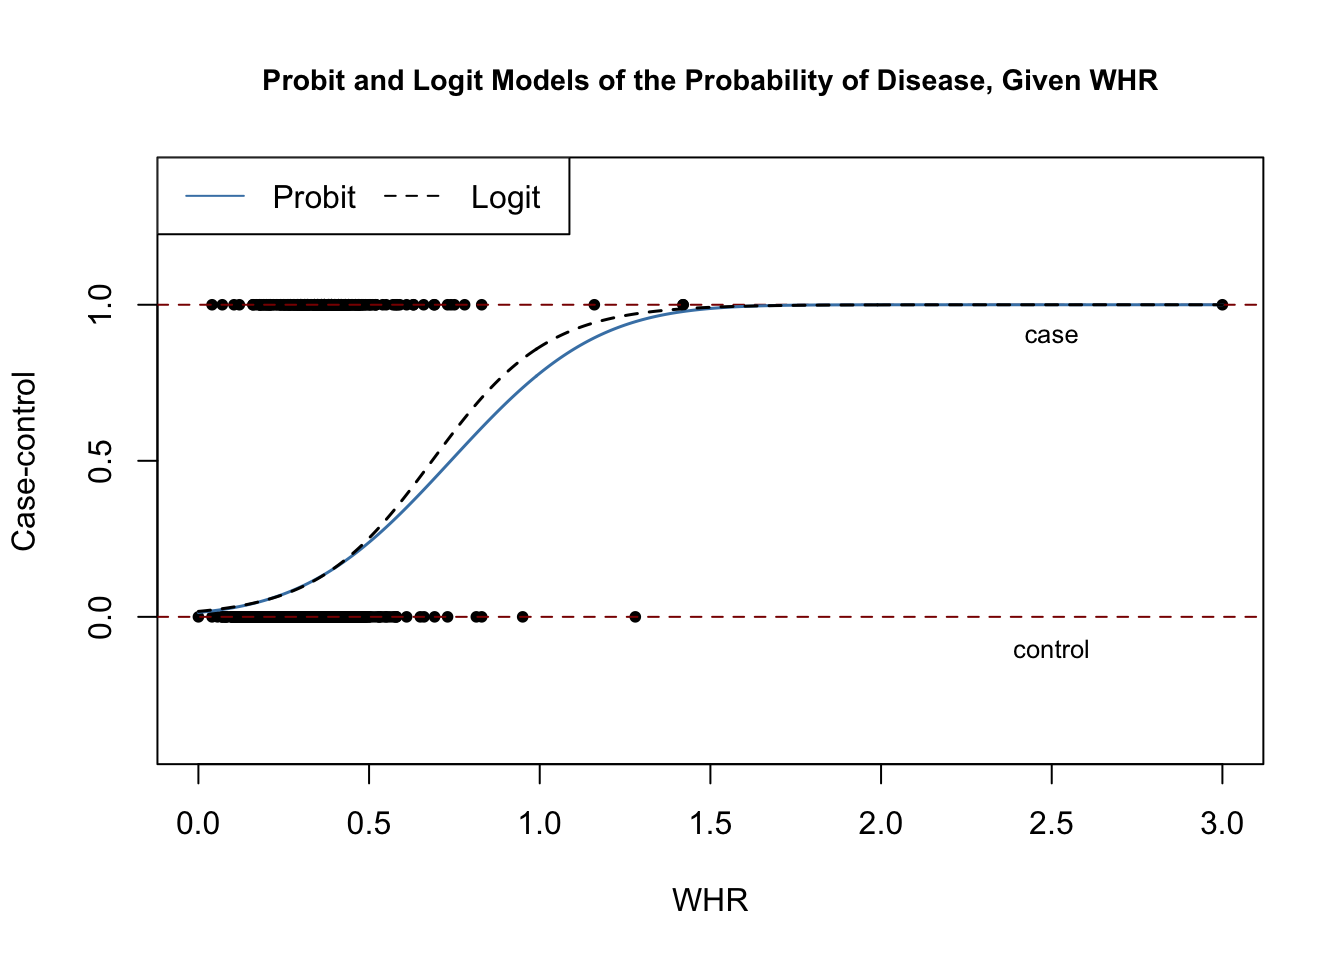 Probit and Logit Models of the Probability of Disease, Given WHR
Probit Logit
Case-control
1.0
0.5
0.0
case
control
0.0 0.5 1.0 1.5 2.0 2.5 3.0
WHR